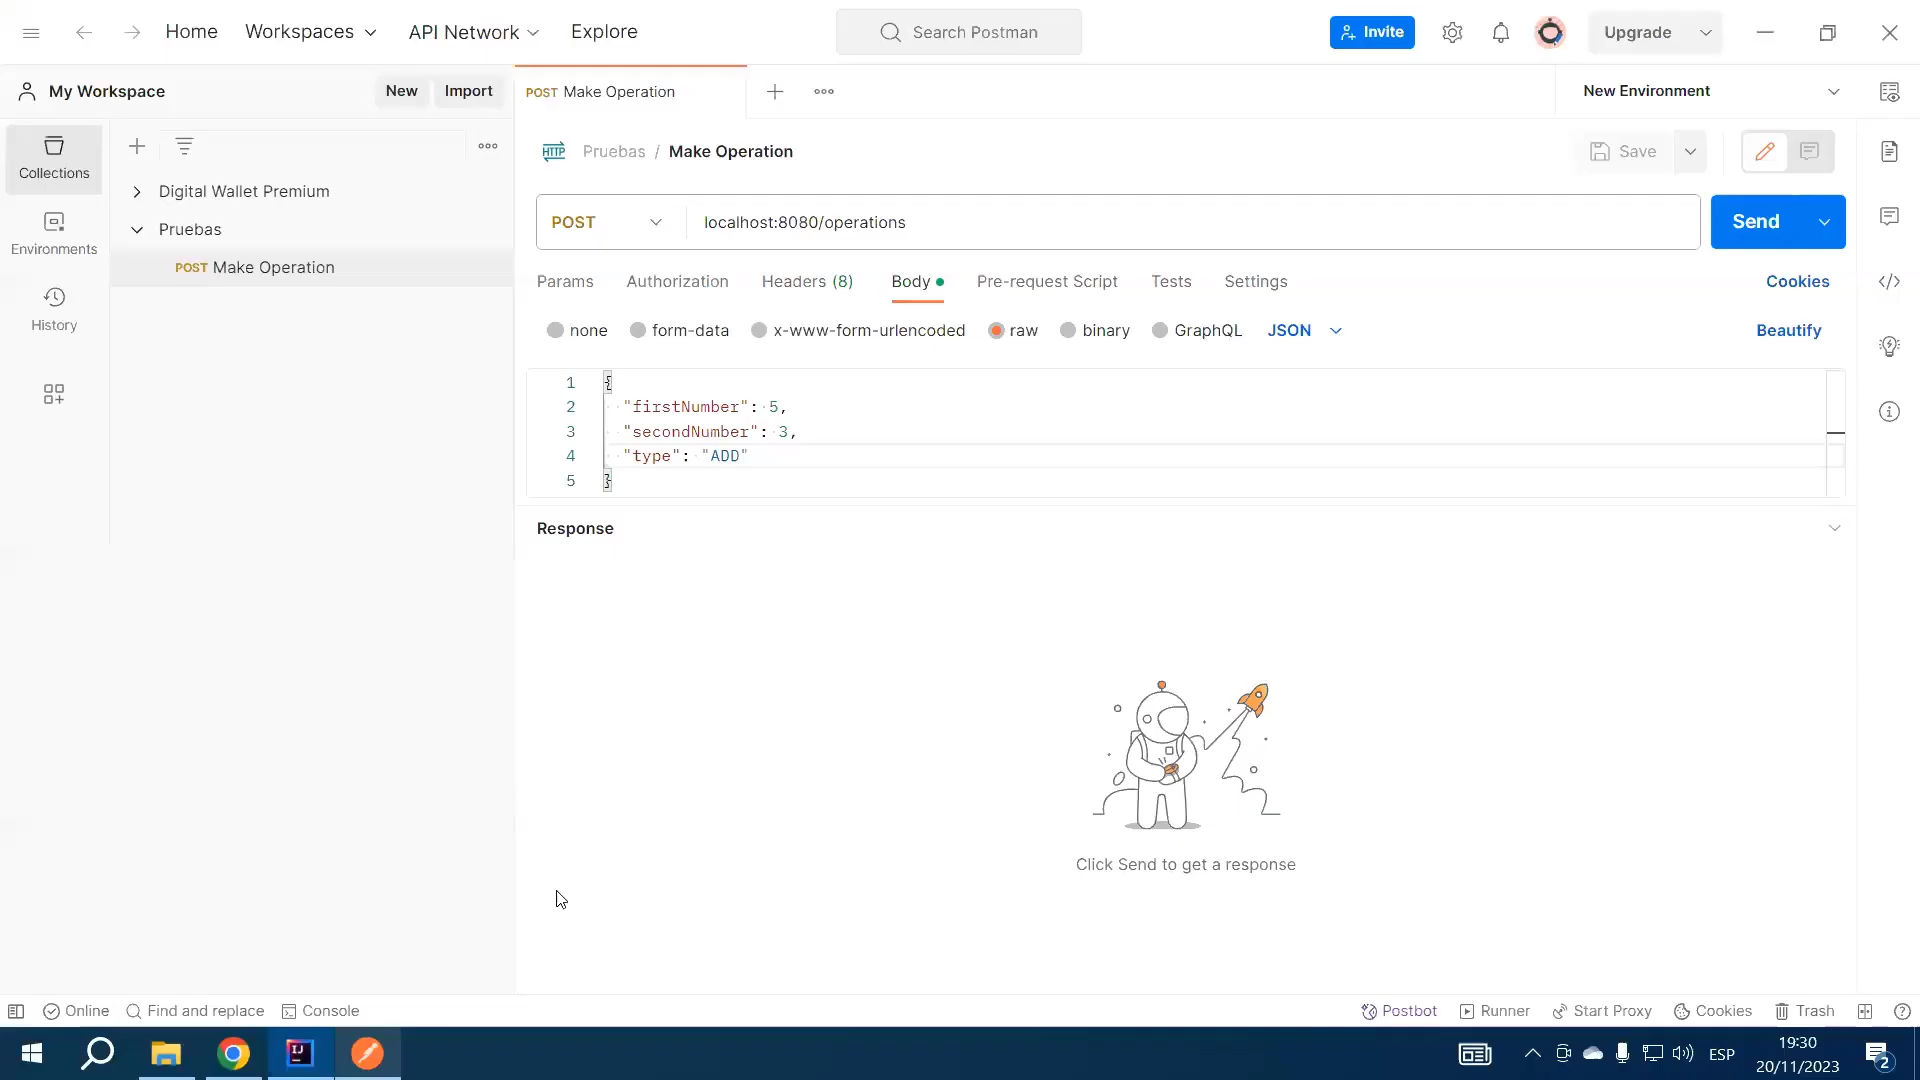 Home Workspaces API Network Explore Search Postman Invite Upgrade
My Workspace New Import POST Make Operation New Environment
Collections
Environments
History
Digital Wallet Premium
Pruebas
POST Make Operation
HTTP Pruebas / Make Operation Save
POST localhost:8080/operations Send
Params Authorization Headers (8) Body Pre-request Script Tests Settings Cookies
none form-data x-www-form-urlencoded raw binary GraphQL JSON Beautify
1 {
2 "firstNumber": 5,
3 "secondNumber": 3,
4 "type": "ADD"
5 }
Response
Click Send to get a response
Online Find and replace Console Postbot Runner Start Proxy Cookies Trash
IJ ESP 19:30
20/11/2023 2